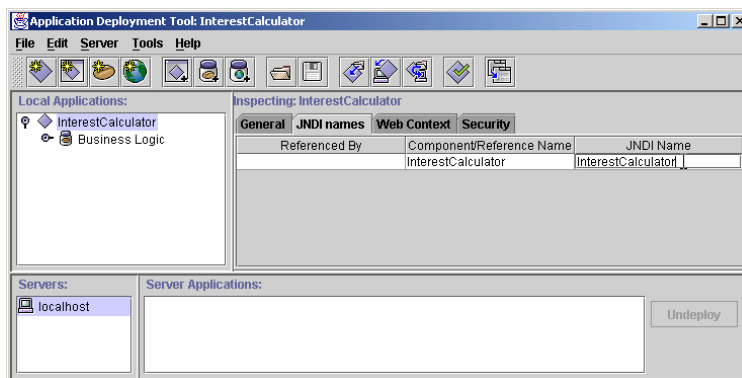 Application Deployment Tool: InterestCalculator
File Edit Server Tools Help
Local Applications:
InterestCalculator
Business Logic
Inspecting: InterestCalculator
General JNDI names Web Context Security
Referenced By Component/Reference Name JNDI Name
InterestCalculator InterestCalculator
Servers:
localhost
Server Applications:
Undeploy